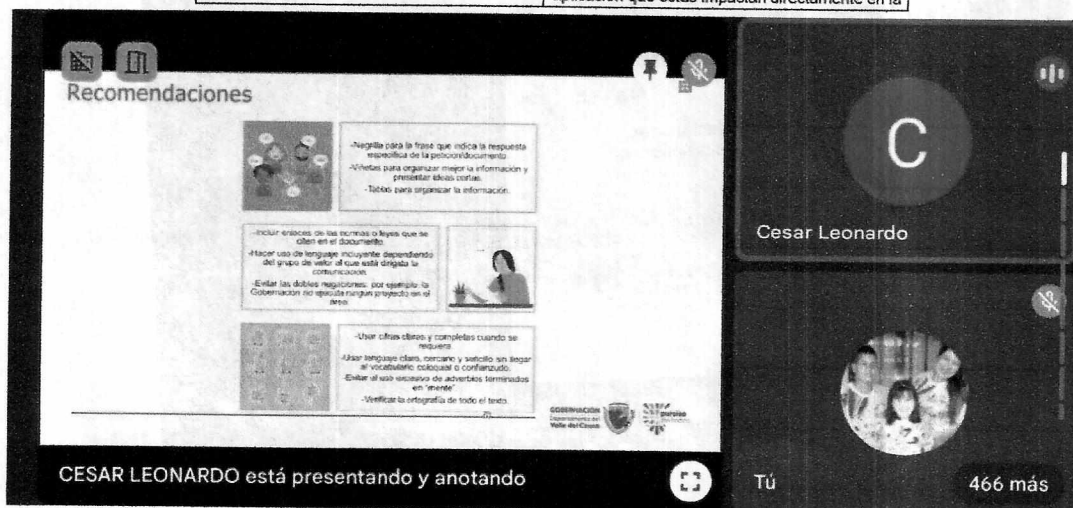 aplicación que estas impactan directamente en la
Recomendaciones
-Negrilla para la frase que indica la respuesta
específica de la petición/documento.
-Viñetas para organizar mejor la información y
presentar ideas cortas.
-Tablas para organizar la información.
-Incluir enlaces de las normas o leyes que se
citen en el documento.
-Hacer uso de lenguaje incluyente dependiendo
del grupo de valor al que está dirigida la
comunicación.
-Evitar las dobles negaciones: por ejemplo la
Gobernación no ejecuta ningún proyecto en el
área.
-Usar cifras claras y completas cuando se
requiera.
-Usar lenguaje claro, cercano y sencillo sin llegar
al vocabulario coloquial o confianzudo.
-Evitar el uso excesivo de adverbios terminados
en "mente"
-Verificar la ortografía de todo el texto.
GOBERNACIÓN
Departamento del
Valle del Cauca
paraíso
CESAR LEONARDO está presentando y anotando
C
Cesar Leonardo
Tú
466 más